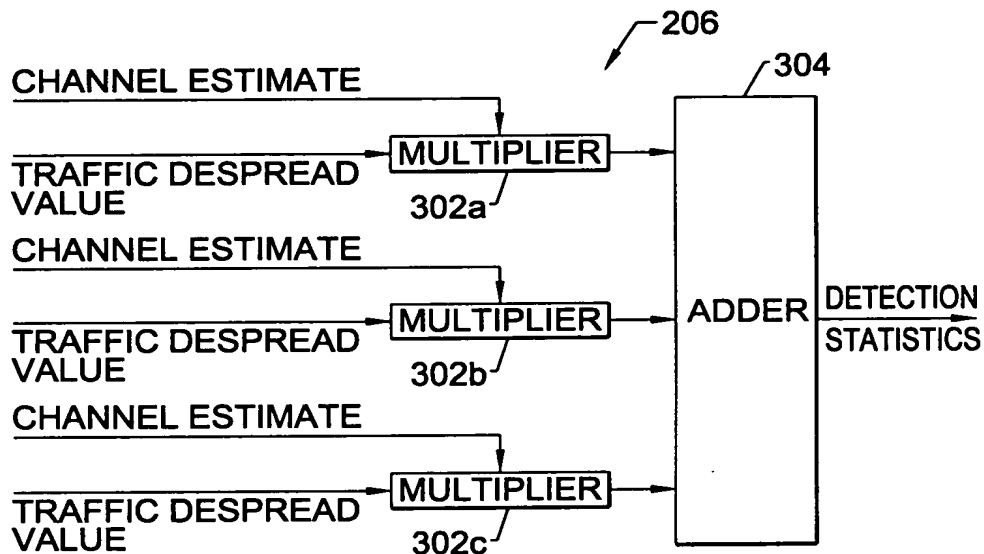 206
304
CHANNEL ESTIMATE
MULTIPLIER
TRAFFIC DESPREAD
VALUE
302a
CHANNEL ESTIMATE
MULTIPLIER
TRAFFIC DESPREAD
VALUE
302b
ADDER
DETECTION
STATISTICS
CHANNEL ESTIMATE
MULTIPLIER
TRAFFIC DESPREAD
VALUE
302c